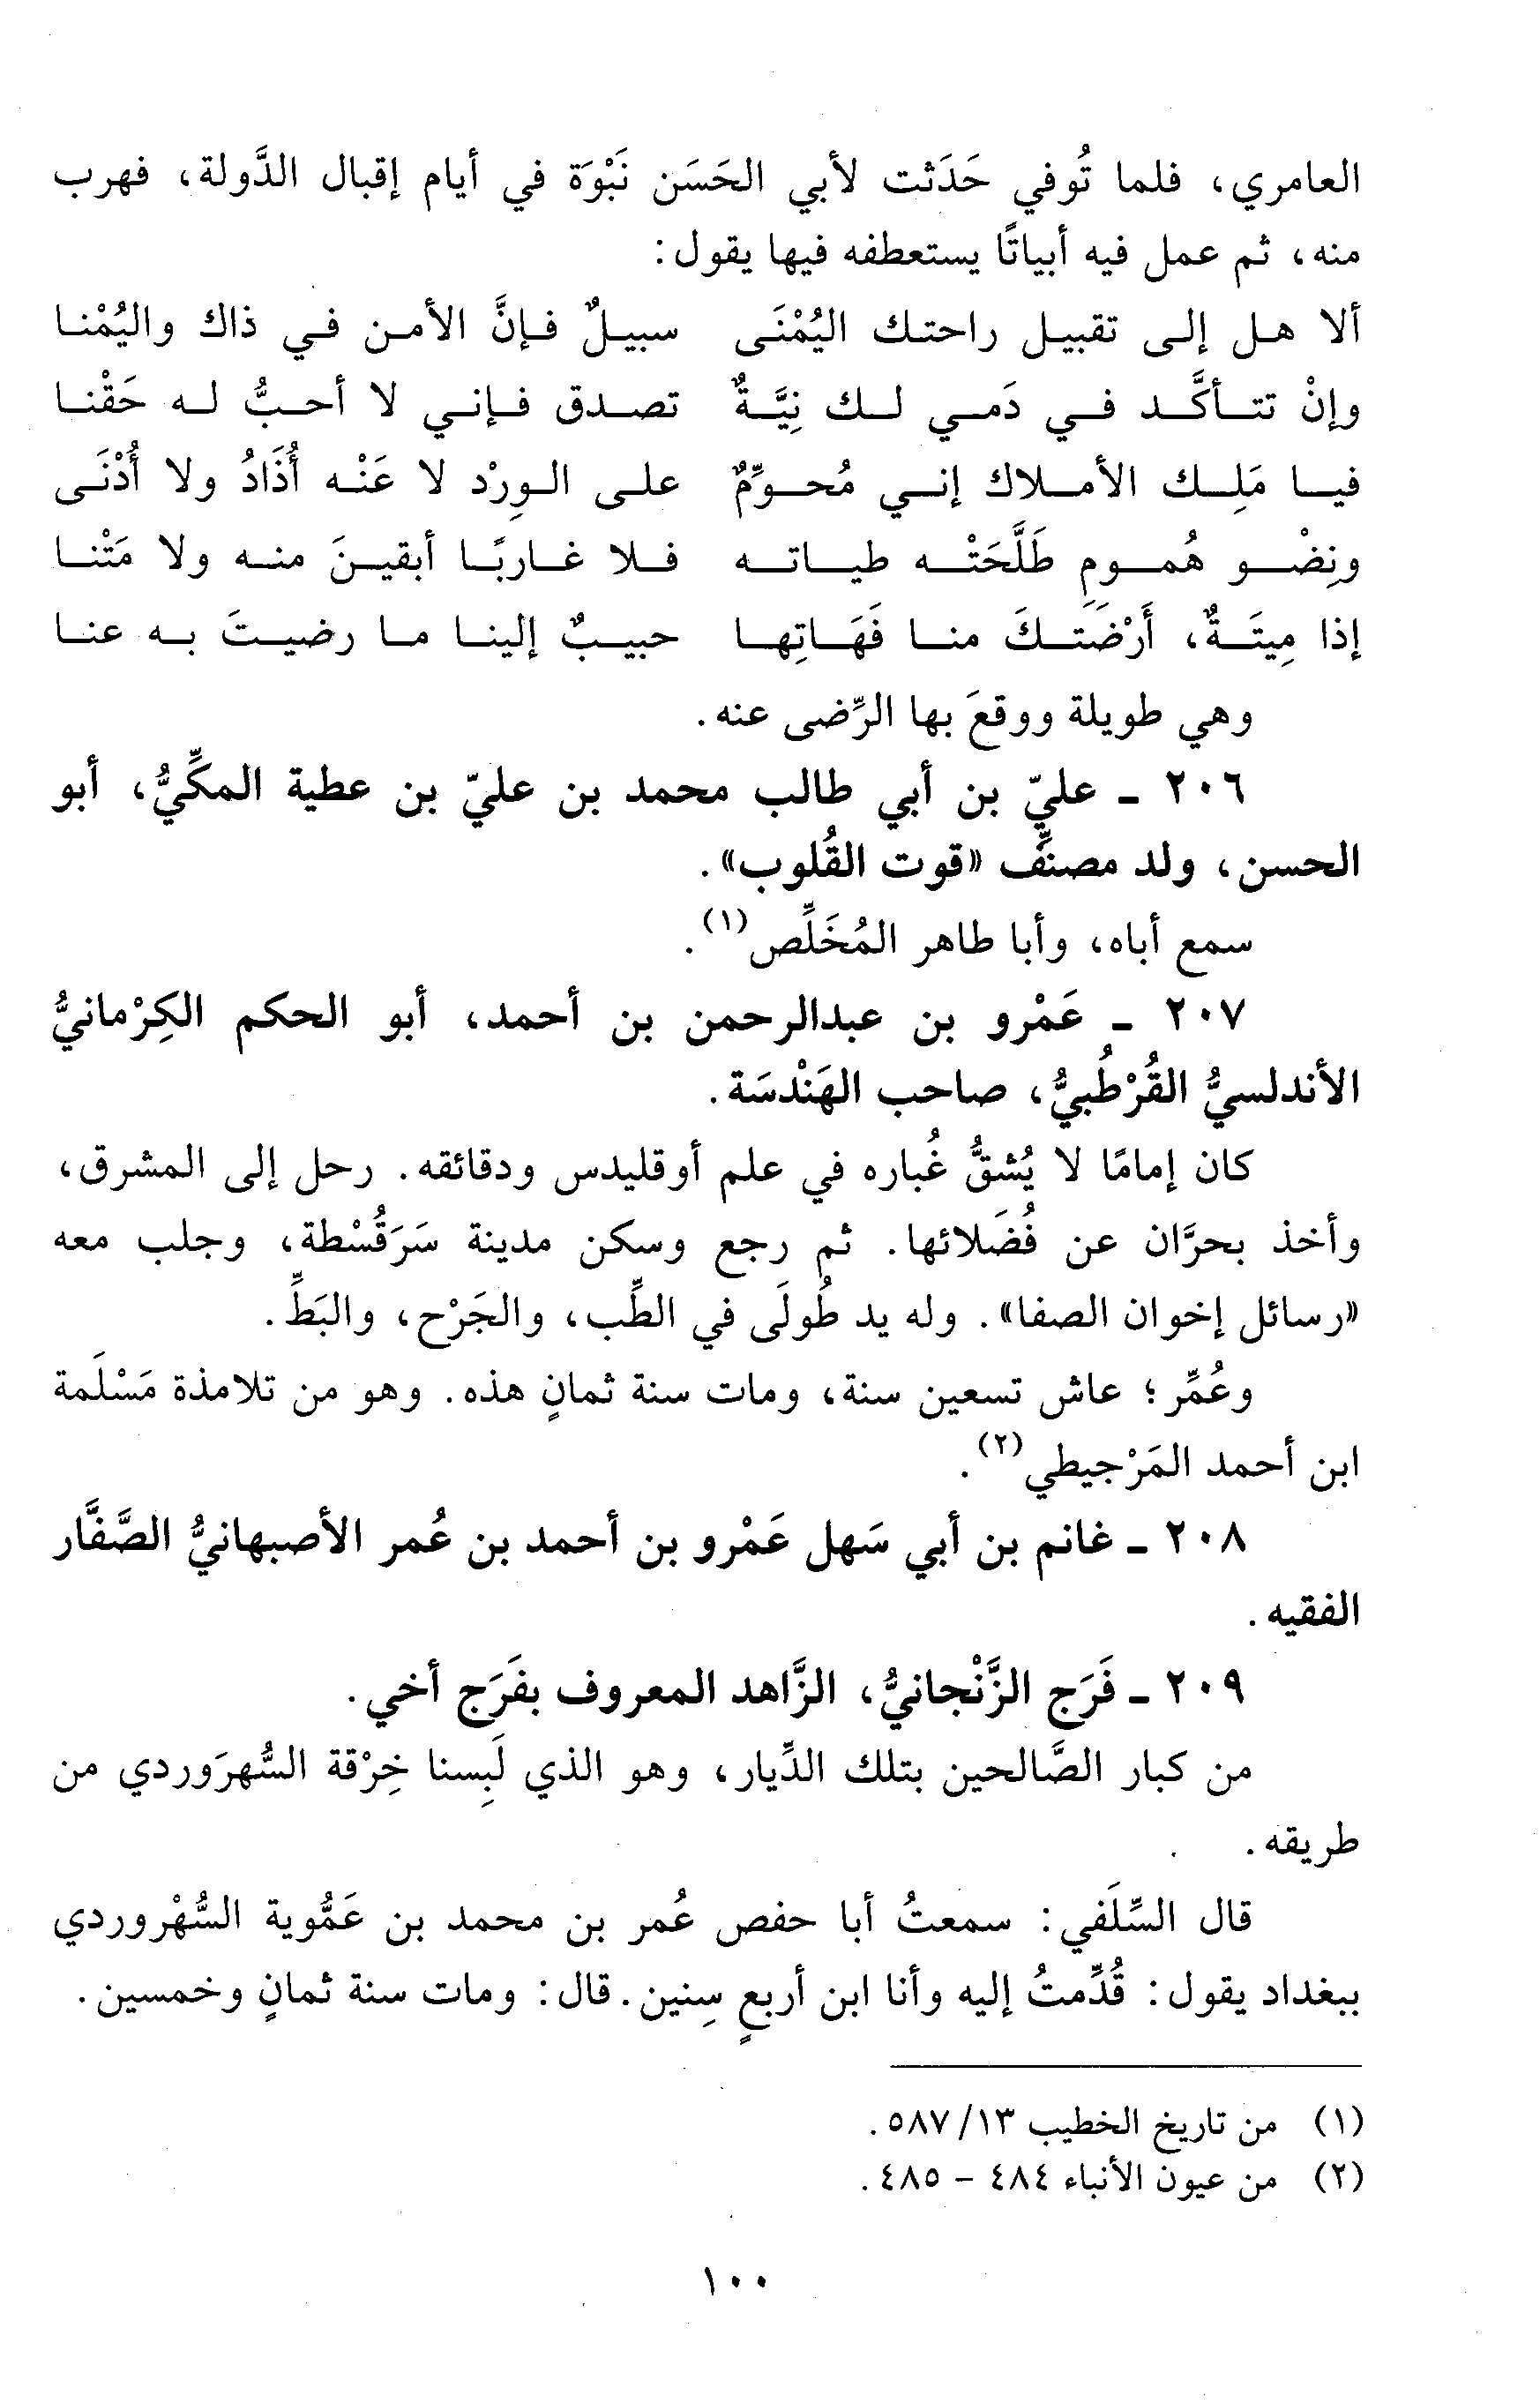 العامري، فلما تُوفي حَدَثت لأبي الحَسَن نَبْوَة في أيام إقبال الدَّولة، فهرب
منه، ثم عمل فيه أبياتًا يستعطفه فيها يقول:
ألا هل إلى تقبيل راحتك اليُمْنَى سبيلٌ فإنَّ الأمن في ذاك واليُمْنا
وإنْ تتأكَّد في دَمي لك نِيَّةٌ تصدق فإني لا أحبُّ له حَقْنا
فيا مَلِك الأملاك إني مُحوِّمٌ على الوِرْد لا عَنْه أُذَادُ ولا أُدْنَى
ونِضْو هُمومٍ طَلَّحَتْه طياته فلا غاربًا أبقينَ منه ولا مَتْنا
إذا مِيتَةٌ، أَرْضَتَكَ منا فَهَاتِها حبيبٌ إلينا ما رضيتَ به عنا
وهي طويلة ووقعَ بها الرِّضى عنه.
٢٠٦ - عليّ بن أبي طالب محمد بن عليّ بن عطية المكِّيُّ، أبو
الحسن، ولد مصنِّف «قوت القُلوب».
سمع أباه، وأبا طاهر المُخَلِّص(١).
٢٠٧ - عَمْرو بن عبدالرحمن بن أحمد، أبو الحكم الكِرْمانيُّ
الأندلسيُّ القُرْطُبيُّ، صاحب الهَنْدسَة.
كان إمامًا لا يُشقُّ غُباره في علم أوقليدس ودقائقه. رحل إلى المشرق،
وأخذ بحرَّان عن فُضَلائها. ثم رجع وسكن مدينة سَرَقُسْطة، وجلب معه
«رسائل إخوان الصفا». وله يد طُولَى في الطِّب، والجَرْح، والبَطِّ.
وعُمِّر؛ عاش تسعين سنة، ومات سنة ثمانٍ هذه. وهو من تلامذة مَسْلَمة
ابن أحمد المَرْجيطي(٢).
٢٠٨ - غانم بن أبي سَهل عَمْرو بن أحمد بن عُمر الأصبهانيُّ الصَّفَّار
الفقيه.
٢٠٩ - فَرَج الزَّنْجانيُّ، الزَّاهد المعروف بفَرَج أخي.
من كبار الصَّالحين بتلك الدِّيار، وهو الذي لَبِسنا خِرْقة السُّهرَوردي من
طريقه.
قال السِّلَفي: سمعتُ أبا حفص عُمر بن محمد بن عَمُّوية السُّهْروردي
ببغداد يقول: قُدِّمتُ إليه وأنا ابن أربعٍ سِنين. قال: ومات سنة ثمانٍ وخمسين.
(١) من تاريخ الخطيب ١٣/ ٥٨٧.
(٢) من عيون الأنباء ٤٨٤ - ٤٨٥.
١٠٠